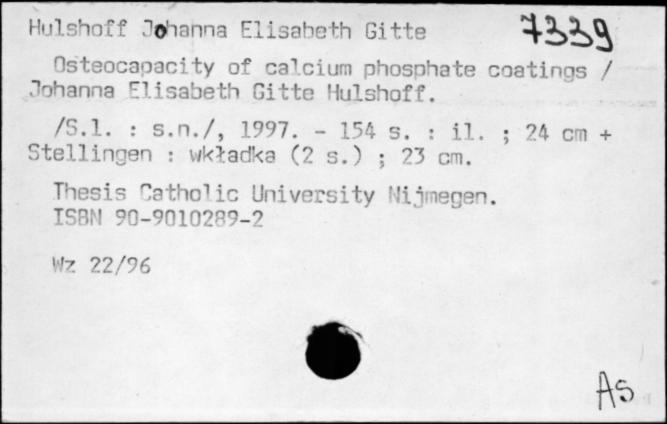 Hulshoff Johanna Elisabeth Gitte 7339
Osteocapacity of calcium phosphate coatings /
Johanna Elisabeth Gitte Hulshoff.
/S.l. : s.n./, 1997. - 154 s. : il. ; 24 cm +
Stellingen : wkładka (2 s.) ; 23 cm.
Thesis Catholic University Nijmegen.
ISBN 90-9010289-2
Wz 22/96
As